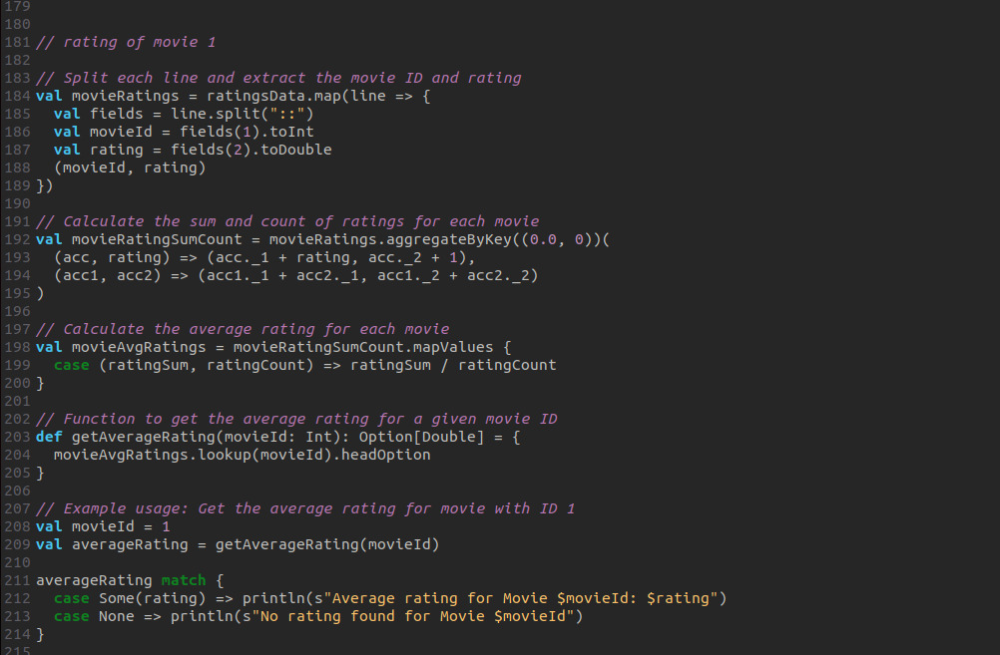 179
180
181 // rating of movie 1
182
183 // Split each line and extract the movie ID and rating
184 val movieRatings = ratingsData.map(line => {
185   val fields = line.split("::")
186   val movieId = fields(1).toInt
187   val rating = fields(2).toDouble
188   (movieId, rating)
189 })
190
191 // Calculate the sum and count of ratings for each movie
192 val movieRatingSumCount = movieRatings.aggregateByKey((0.0, 0))(
193   (acc, rating) => (acc._1 + rating, acc._2 + 1),
194   (acc1, acc2) => (acc1._1 + acc2._1, acc1._2 + acc2._2)
195 )
196
197 // Calculate the average rating for each movie
198 val movieAvgRatings = movieRatingSumCount.mapValues {
199   case (ratingSum, ratingCount) => ratingSum / ratingCount
200 }
201
202 // Function to get the average rating for a given movie ID
203 def getAverageRating(movieId: Int): Option[Double] = {
204   movieAvgRatings.lookup(movieId).headOption
205 }
206
207 // Example usage: Get the average rating for movie with ID 1
208 val movieId = 1
209 val averageRating = getAverageRating(movieId)
210
211 averageRating match {
212   case Some(rating) => println(s"Average rating for Movie $movieId: $rating")
213   case None => println(s"No rating found for Movie $movieId")
214 }
215